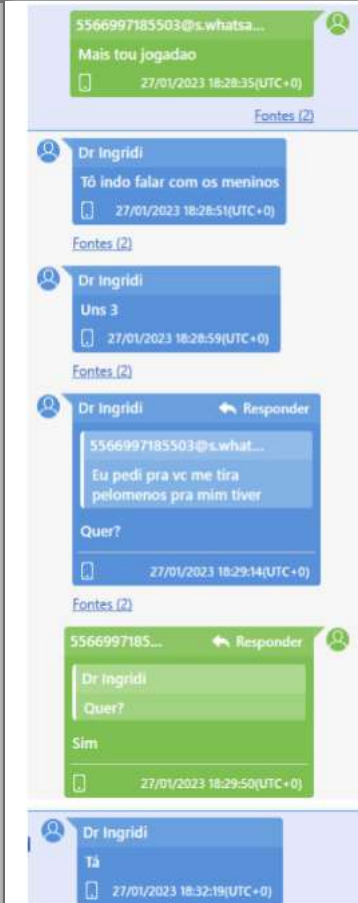 5566997185503@s.whatsa...
Mais tou jogadao
27/01/2023 18:28:35(UTC+0)
Fontes (2)
Dr Ingridi
Tô indo falar com os meninos
27/01/2023 18:28:51(UTC+0)
Fontes (2)
Dr Ingridi
Uns 3
27/01/2023 18:28:59(UTC+0)
Fontes (2)
Dr Ingridi Responder
5566997185503@s.what...
Eu pedi pra vc me tira
pelomenos pra mim tiver
Quer?
27/01/2023 18:29:14(UTC+0)
Fontes (2)
5566997185... Responder
Dr Ingridi
Quer?
Sim
27/01/2023 18:29:50(UTC+0)
Dr Ingridi
Tá
27/01/2023 18:32:19(UTC+0)